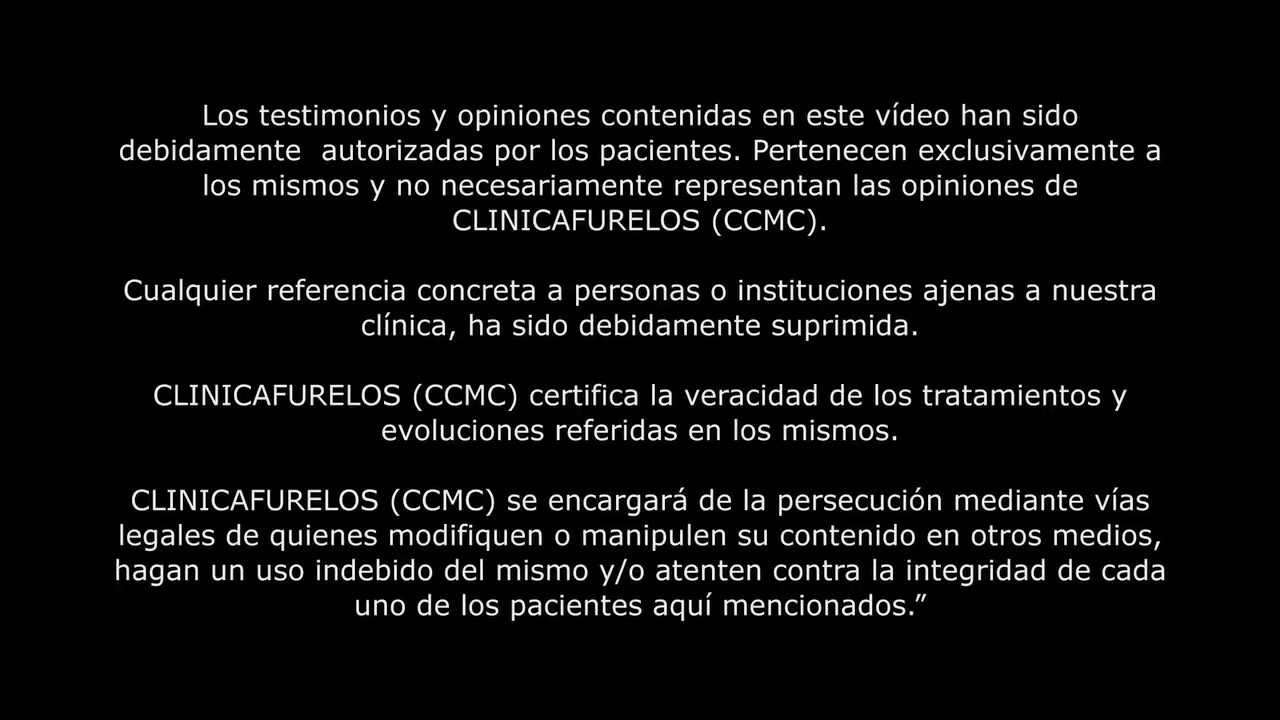 Los testimonios y opiniones contenidas en este vídeo han sido
debidamente  autorizadas por los pacientes. Pertenecen exclusivamente a
los mismos y no necesariamente representan las opiniones de
CLINICAFURELOS (CCMC).
Cualquier referencia concreta a personas o instituciones ajenas a nuestra
clínica, ha sido debidamente suprimida.
CLINICAFURELOS (CCMC) certifica la veracidad de los tratamientos y
evoluciones referidas en los mismos.
CLINICAFURELOS (CCMC) se encargará de la persecución mediante vías
legales de quienes modifiquen o manipulen su contenido en otros medios,
hagan un uso indebido del mismo y/o atenten contra la integridad de cada
uno de los pacientes aquí mencionados.”